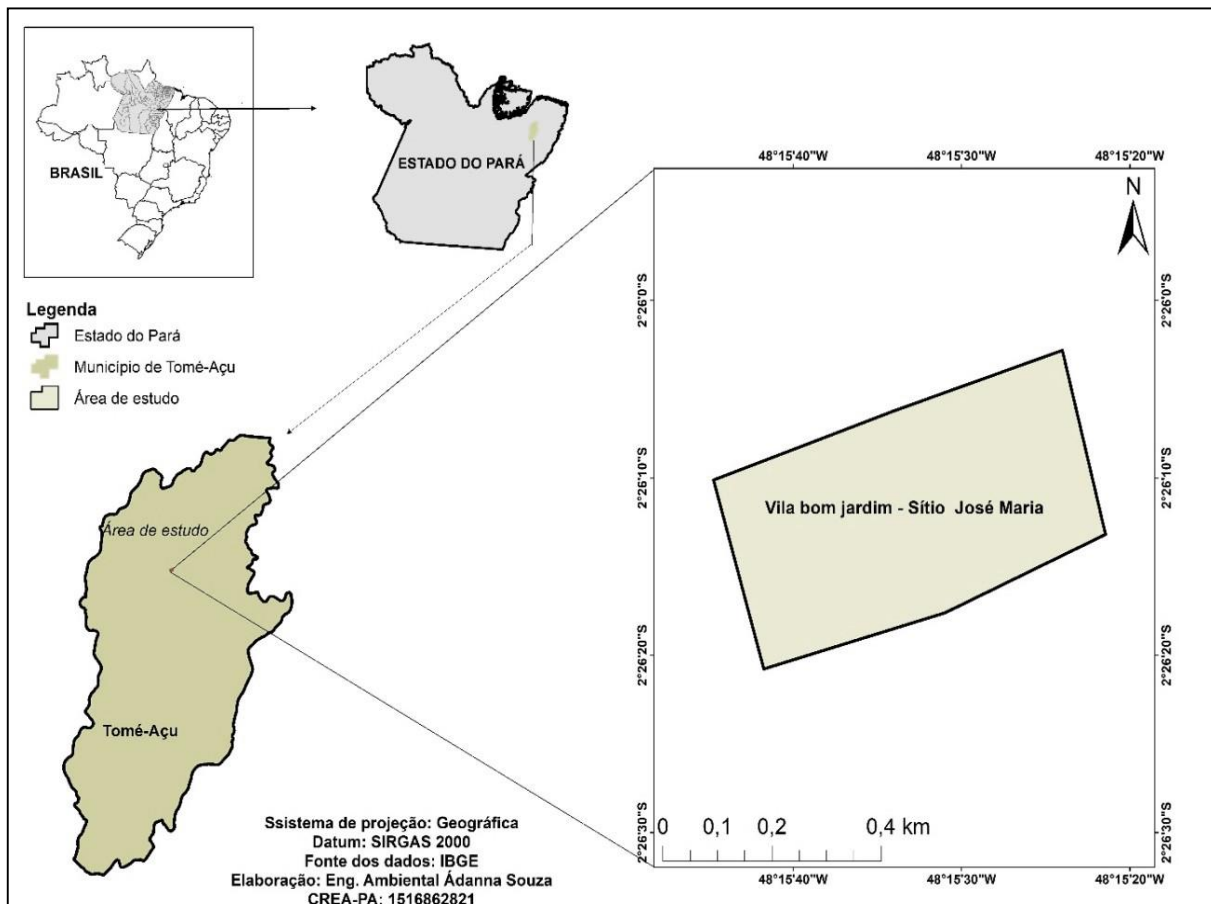 BRASIL
ESTADO DO PARÁ
Legenda
Estado do Pará
Município de Tomé-Açu
Área de estudo
Área de estudo
Tomé-Açu
Ssistema de projeção: Geográfica
Datum: SIRGAS 2000
Fonte dos dados: IBGE
Elaboração: Eng. Ambiental Ádanna Souza
CREA-PA: 1516862821
48°15'40"W 48°15'30"W 48°15'20"W
N
2°26'0"S 2°26'0"S
2°26'10"S 2°26'10"S
Vila bom jardim - Sítio José Maria
2°26'20"S 2°26'20"S
2°26'30"S 2°26'30"S
0 0,1 0,2 0,4 km
48°15'40"W 48°15'30"W 48°15'20"W